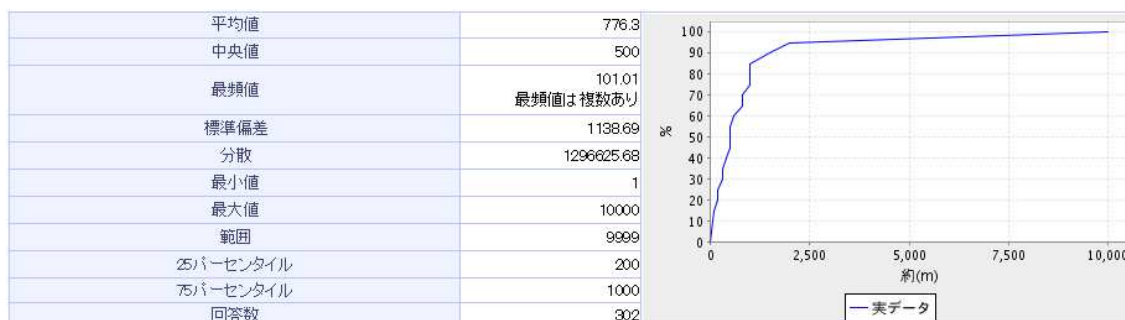 平均値 776.3
中央値 500
最頻値 101.01
最頻値は複数あり
標準偏差 1138.69
分散 1296625.68
最小値 1
最大値 10000
範囲 9999
25パーセンタイル 200
75パーセンタイル 1000
回答数 302
100
90
80
70
60
50
40
30
20
10
0
%
0 2,500 5,000 7,500 10,000
約(m)
実データ